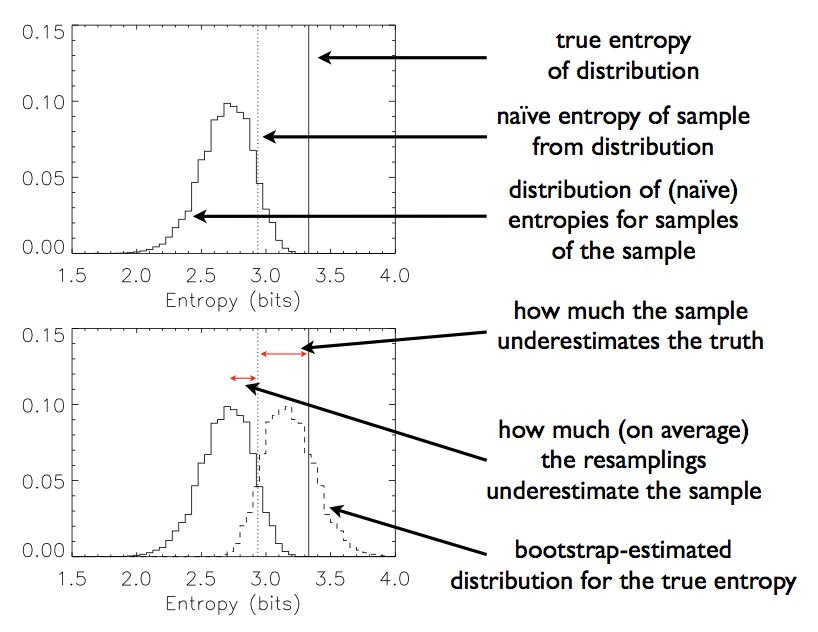 0.15
0.10
0.05
0.00
1.5 2.0 2.5 3.0 3.5 4.0
Entropy (bits)
true entropy
of distribution
naïve entropy of sample
from distribution
distribution of (naïve)
entropies for samples
of the sample
0.15
0.10
0.05
0.00
1.5 2.0 2.5 3.0 3.5 4.0
Entropy (bits)
how much the sample
underestimates the truth
how much (on average)
the resamplings
underestimate the sample
bootstrap-estimated
distribution for the true entropy